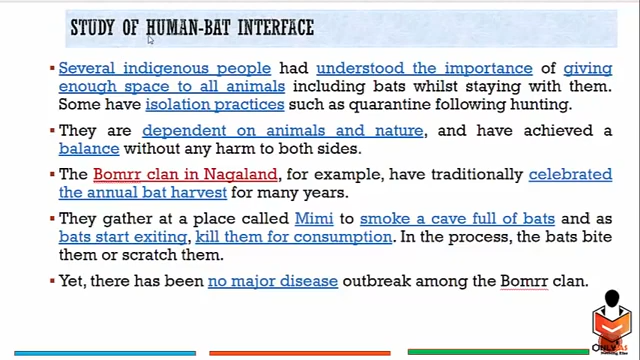 STUDY OF HUMAN-BAT INTERFACE
▪ Several indigenous people had understood the importance of giving
enough space to all animals including bats whilst staying with them.
Some have isolation practices such as quarantine following hunting.
▪ They are dependent on animals and nature, and have achieved a
balance without any harm to both sides.
▪ The Bomrr clan in Nagaland, for example, have traditionally celebrated
the annual bat harvest for many years.
▪ They gather at a place called Mimi to smoke a cave full of bats and as
bats start exiting, kill them for consumption. In the process, the bats bite
them or scratch them.
▪ Yet, there has been no major disease outbreak among the Bomrr clan.